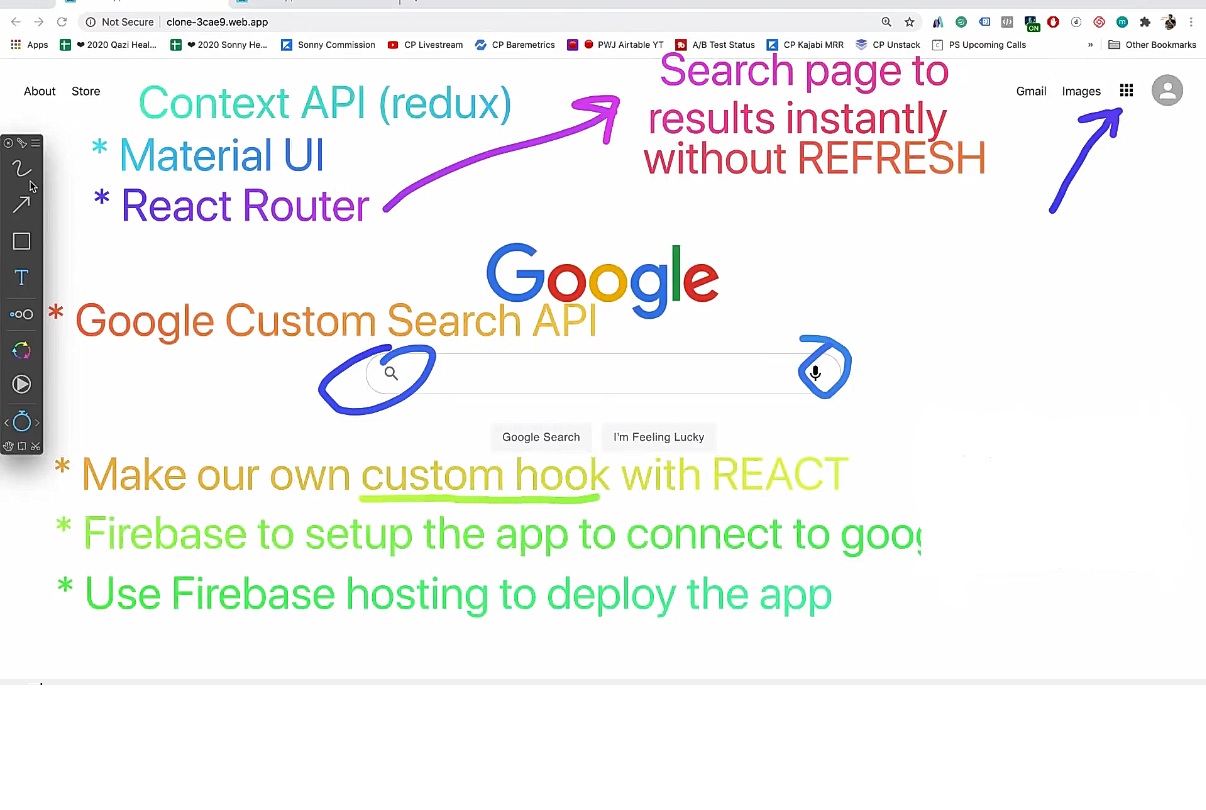 Not Secure clone-3cae9.web.app
Apps ❤ 2020 Qazi Heal... ❤ 2020 Sonny He... Sonny Commission CP Livestream CP Baremetrics PWJ Airtable YT A/B Test Status CP Kajabi MRR CP Unstack PS Upcoming Calls » Other Bookmarks
About Store Gmail Images
Context API (redux)
* Material UI
* React Router
Search page to
results instantly
without REFRESH
Google
* Google Custom Search API
Google Search I'm Feeling Lucky
* Make our own custom hook with REACT
* Firebase to setup the app to connect to goog
* Use Firebase hosting to deploy the app